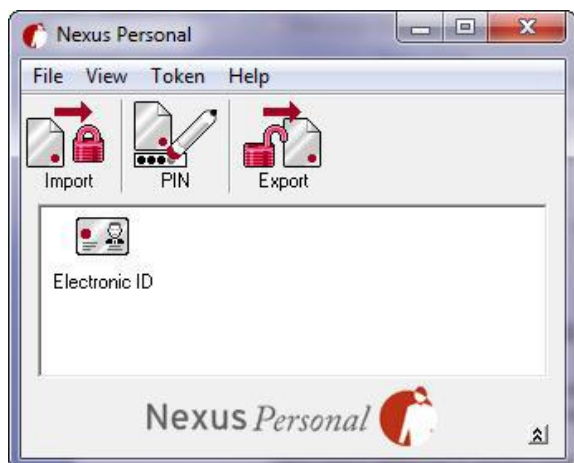 Nexus Personal
File View Token Help
Import PIN Export
Electronic ID
Nexus Personal